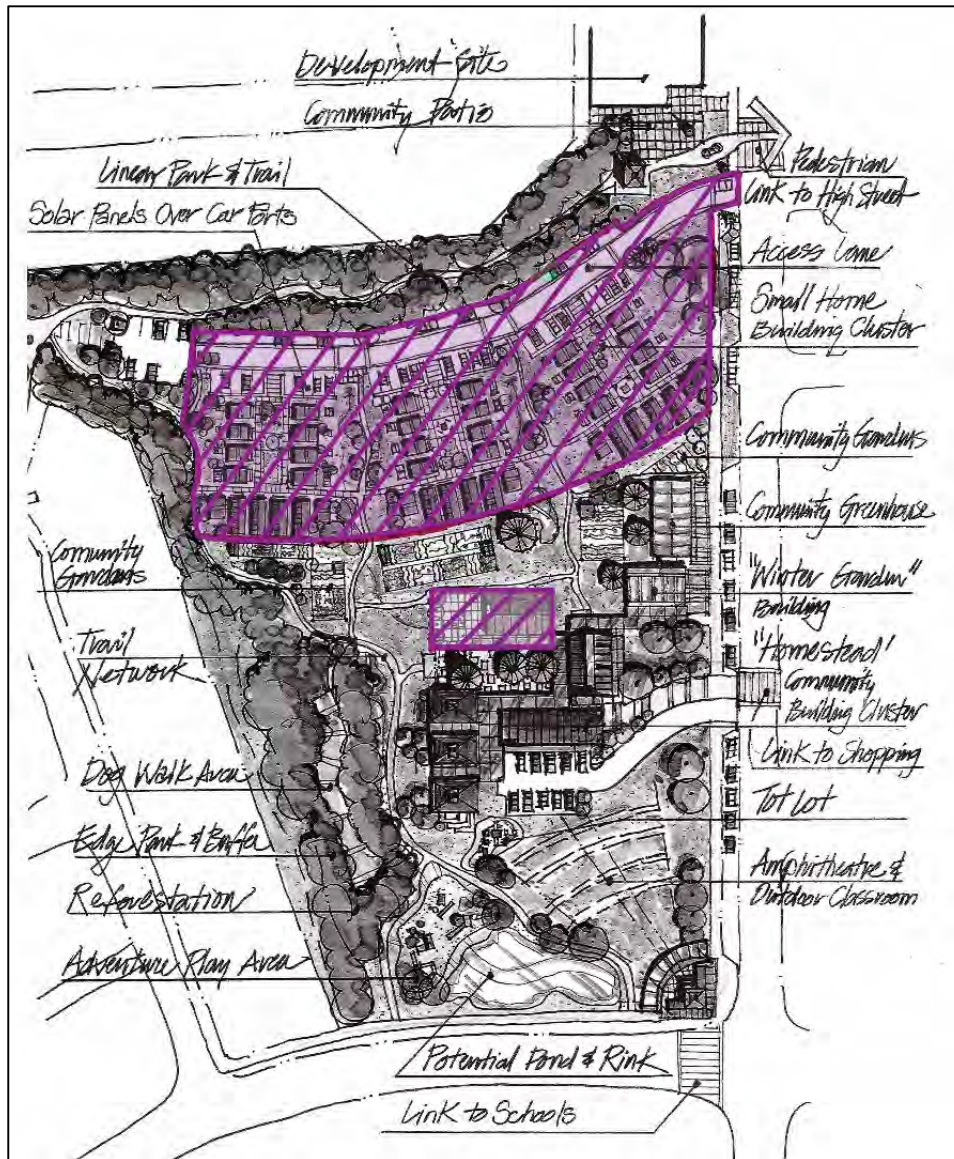 Development Site
Community Patio
Linear Park & Trail
Solar Panels Over Car Ports
Pedestrian
Link to High Street
Access Lane
Small Home
Building Cluster
Community Gardens
Community Greenhouse
"Winter Garden"
Building
"Homestead'
Community
Building Cluster
Link to Shopping
Tot Lot
Amphitheatre &
Outdoor Classroom
Comunity
Gardens
Trail
Network
Dog Walk Area
Edge Park & Buffer
Reforestation
Adventure Play Area
Potential Pond & Rink
Link to Schools